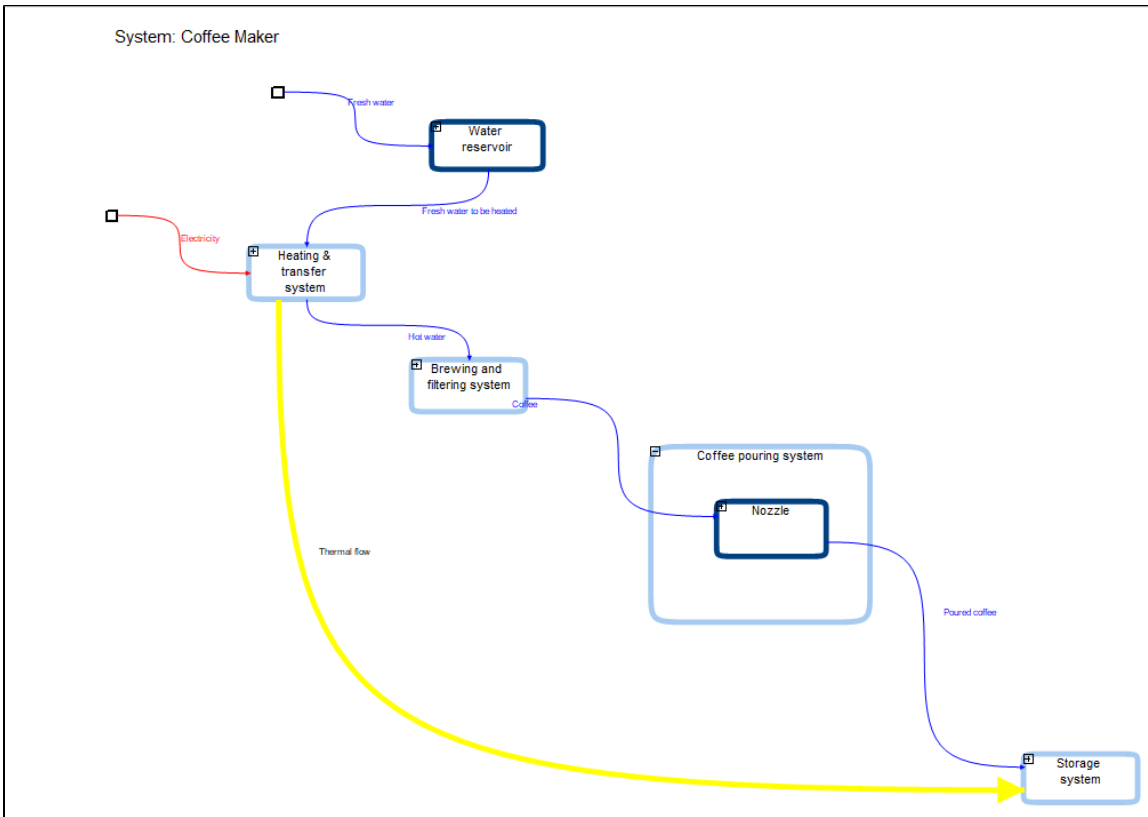 System: Coffee Maker
Fresh water
Water
reservoir
Fresh water to be heated
Electricity
Heating &
transfer
system
Hot water
Brewing and
filtering system
Coffee
Coffee pouring system
Nozzle
Thermal flow
Poured coffee
Storage
system